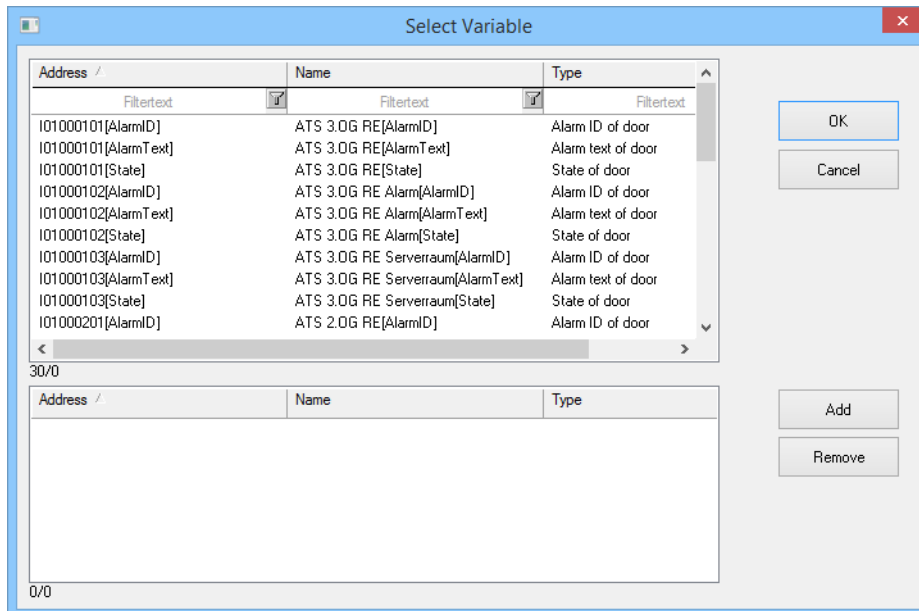 Select Variable
Address Name Type
Filtertext Filtertext Filtertext
I01000101[AlarmID] ATS 3.OG RE[AlarmID] Alarm ID of door
I01000101[AlarmText] ATS 3.OG RE[AlarmText] Alarm text of door
I01000101[State] ATS 3.OG RE[State] State of door
I01000102[AlarmID] ATS 3.OG RE Alarm[AlarmID] Alarm ID of door
I01000102[AlarmText] ATS 3.OG RE Alarm[AlarmText] Alarm text of door
I01000102[State] ATS 3.OG RE Alarm[State] State of door
I01000103[AlarmID] ATS 3.OG RE Serverraum[AlarmID] Alarm ID of door
I01000103[AlarmText] ATS 3.OG RE Serverraum[AlarmText] Alarm text of door
I01000103[State] ATS 3.OG RE Serverraum[State] State of door
I01000201[AlarmID] ATS 2.OG RE[AlarmID] Alarm ID of door
30/0
OK
Cancel
Address Name Type
0/0
Add
Remove